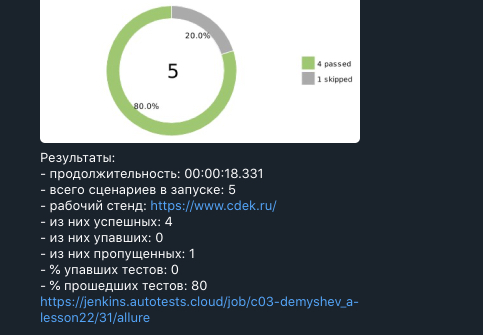 20.0%
5
4 passed
1 skipped
80.0%
Результаты:
- продолжительность: 00:00:18.331
- всего сценариев в запуске: 5
- рабочий стенд: https://www.cdek.ru/
- из них успешных: 4
- из них упавших: 0
- из них пропущенных: 1
- % упавших тестов: 0
- % прошедших тестов: 80
https://jenkins.autotests.cloud/job/c03-demyshev_a-
lesson22/31/allure